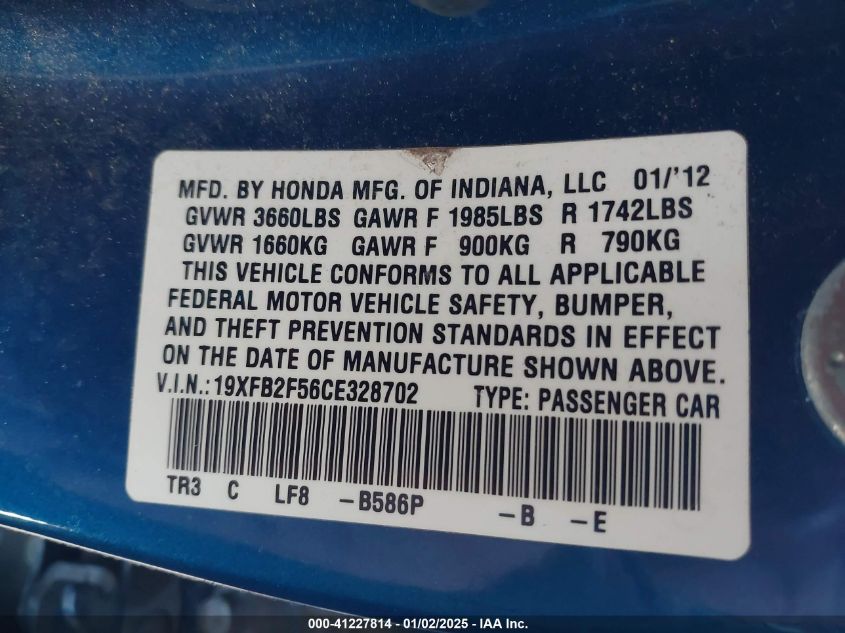 MFD. BY HONDA MFG. OF INDIANA, LLC 01/'12
GVWR 3660LBS GAWR F 1985LBS R 1742LBS
GVWR 1660KG GAWR F 900KG R 790KG
THIS VEHICLE CONFORMS TO ALL APPLICABLE
FEDERAL MOTOR VEHICLE SAFETY, BUMPER,
AND THEFT PREVENTION STANDARDS IN EFFECT
ON THE DATE OF MANUFACTURE SHOWN ABOVE.
V.I.N.:19XFB2F56CE328702 TYPE: PASSENGER CAR
TR3 C LF8 -B586P -B -E
000-41227814 - 01/02/2025 - IAA Inc.